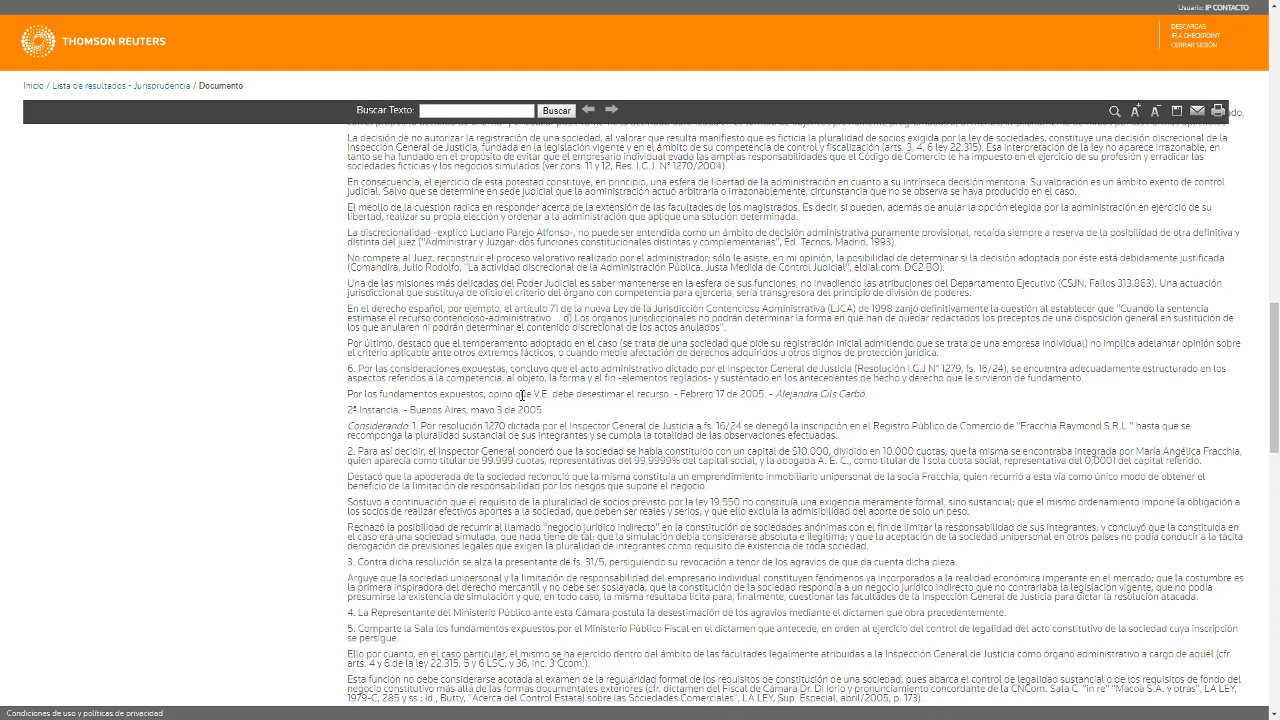 Usuario: IP CONTACTO
THOMSON REUTERS
DESCARGAS
IR A CHECKPOINT
CERRAR SESIÓN
Inicio / Lista de resultados - Jurisprudencia / Documento
Buscar Texto: Buscar
La decisión de no autorizar la registración de una sociedad, al valorar que resulta manifiesto que es ficticia la pluralidad de socios exigida por la ley de sociedades, constituye una decisión discrecional de la
Inspección General de Justicia, fundada en la legislación vigente y en el ámbito de su competencia de control y fiscalización (arts. 3, 4, 6 ley 22.315). Esa interpretación de la ley no aparece irrazonable, en
tanto se ha fundado en el propósito de evitar que el empresario individual evada las amplias responsabilidades que el Código de Comercio le ha impuesto en el ejercicio de su profesión y erradicar las
sociedades ficticias y los negocios simulados (ver cons. 11 y 12, Res. I.G.J. N° 1270/2004).
En consecuencia, el ejercicio de esta potestad constituye, en principio, una esfera de libertad de la administración en cuanto a su intrínseca decisión meritoria. Su valoración es un ámbito exento de control
judicial. Salvo que se determine en sede judicial que la administración actuó arbitraria o irrazonablemente, circunstancia que no se observa se haya producido en el caso.
El meollo de la cuestión radica en responder acerca de la extensión de las facultades de los magistrados. Es decir, si pueden, además de anular la opción elegida por la administración en ejercicio de su
libertad, realizar su propia elección y ordenar a la administración que aplique una solución determinada.
La discrecionalidad -explicó Luciano Parejo Alfonso-, no puede ser entendida como un ámbito de decisión administrativa puramente provisional, recaída siempre a reserva de la posibilidad de otra definitiva y
distinta del juez ("Administrar y Juzgar: dos funciones constitucionales distintas y complementarias", Ed. Tecnos, Madrid, 1993).
No compete al Juez, reconstruir el proceso valorativo realizado por el administrador; sólo le asiste, en mi opinión, la posibilidad de determinar si la decisión adoptada por éste está debidamente justificada
(Comandira, Julio Rodolfo, "La actividad discrecional de la Administración Pública. Justa Medida de Control Judicial", eldial.com. DC2 BO).
Una de las misiones más delicadas del Poder Judicial es saber mantenerse en la esfera de sus funciones, no invadiendo las atribuciones del Departamento Ejecutivo (CSJN, Fallos 313:863). Una actuación
jurisdiccional que sustituya de oficio el criterio del órgano con competencia para ejercerla, sería transgresora del principio de división de poderes.
En el derecho español, por ejemplo, el artículo 71 de la nueva Ley de la Jurisdicción Contencioso Administrativa (LJCA) de 1998 zanjó definitivamente la cuestión al establecer que "Cuando la sentencia
estimase el recurso contencioso-administrativo ... d) Los órganos jurisdiccionales no podrán determinar la forma en que han de quedar redactados los preceptos de una disposición general en sustitución de
los que anularen ni podrán determinar el contenido discrecional de los actos anulados".
Por último, destaco que el temperamento adoptado en el caso (se trata de una sociedad que pide su registración inicial admitiendo que se trata de una empresa individual) no implica adelantar opinión sobre
el criterio aplicable ante otros extremos fácticos, o cuando medie afectación de derechos adquiridos u otros dignos de protección jurídica.
6. Por las consideraciones expuestas, concluyo que el acto administrativo dictado por el Inspector General de Justicia (Resolución I.G.J N° 1279, fs. 16/24), se encuentra adecuadamente estructurado en los
aspectos referidos a la competencia, al objeto, la forma y el fin -elementos reglados- y sustentado en los antecedentes de hecho y derecho que le sirvieron de fundamento.
Por los fundamentos expuestos, opino que V.E. debe desestimar el recurso. - Febrero 17 de 2005. - Alejandra Gils Carbó.
2ª Instancia. - Buenos Aires, mayo 3 de 2005.
Considerando: 1. Por resolución 1270 dictada por el Inspector General de Justicia a fs. 16/24 se denegó la inscripción en el Registro Público de Comercio de "Fracchia Raymond S.R.L." hasta que se
recomponga la pluralidad sustancial de sus integrantes y se cumpla la totalidad de las observaciones efectuadas.
2. Para así decidir, el Inspector General ponderó que la sociedad se había constituido con un capital de $10.000, dividido en 10.000 cuotas; que la misma se encontraba integrada por María Angélica Fracchia,
quien aparecía como titular de 99.999 cuotas, representativas del 99,9999% del capital social, y la abogada A. E. C., como titular de 1 sola cuota social, representativa del 0,0001 del capital referido.
Destacó que la apoderada de la sociedad reconoció que la misma constituía un emprendimiento inmobiliario unipersonal de la socia Fracchia, quien recurrió a esta vía como único modo de obtener el
beneficio de la limitación de responsabilidad por los riesgos que supone el negocio.
Sostuvo a continuación que el requisito de la pluralidad de socios previsto por la ley 19.550 no constituía una exigencia meramente formal, sino sustancial; que el mismo ordenamiento impone la obligación a
los socios de realizar efectivos aportes a la sociedad, que deben ser reales y serios, y que ello excluía la admisibilidad del aporte de solo un peso.
Rechazó la posibilidad de recurrir al llamado "negocio jurídico indirecto" en la constitución de sociedades anónimas con el fin de limitar la responsabilidad de sus integrantes; y concluyó que la constituida en
el caso era una sociedad simulada, que nada tiene de tal; que la simulación debía considerarse absoluta e ilegítima; y que la aceptación de la sociedad unipersonal en otros países no podía conducir a la tácita
derogación de previsiones legales que exigen la pluralidad de integrantes como requisito de existencia de toda sociedad.
3. Contra dicha resolución se alza la presentante de fs. 31/5, persiguiendo su revocación a tenor de los agravios de que da cuenta dicha pieza.
Arguye que la sociedad unipersonal y la limitación de responsabilidad del empresario individual constituyen fenómenos ya incorporados a la realidad económica imperante en el mercado; que la costumbre es
la primera inspiradora del derecho mercantil y no debe ser soslayada, que la constitución de la sociedad respondía a un negocio jurídico indirecto que no contrariaba la legislación vigente; que no podía
presumirse la existencia de simulación y que, en todo caso, la misma resultaba lícita para, finalmente, cuestionar las facultades de la Inspección General de Justicia para dictar la resolución atacada.
4. La Representante del Ministerio Público ante esta Cámara postula la desestimación de los agravios mediante el dictamen que obra precedentemente.
5. Comparte la Sala los fundamentos expuestos por el Ministerio Público Fiscal en el dictamen que antecede, en orden al ejercicio del control de legalidad del acto constitutivo de la sociedad cuya inscripción
se persigue.
Ello por cuanto, en el caso particular, el mismo se ha ejercido dentro del ámbito de las facultades legalmente atribuidas a la Inspección General de Justicia como órgano administrativo a cargo de aquél (cfr.
arts. 4 y 6 de la ley 22.315; 5 y 6 LSC; y 36, Inc. 3 Ccom.).
Esta función no debe considerarse acotada al examen de la regularidad formal de los requisitos de constitución de una sociedad, pues abarca el control de legalidad sustancial o de los requisitos de fondo del
negocio constitutivo más allá de las formas documentales exteriores (cfr. dictamen del Fiscal de Cámara Dr. Di Iorio y pronunciamiento concordante de la CNCom. Sala C, "in re" "Macoa S.A. y otras", LA LEY,
1979-C, 285 y ss.; id., Butty, "Acerca del Control Estatal sobre las Sociedades Comerciales", LA LEY, Sup. Especial, abril/2005, p. 173).
Condiciones de uso y políticas de privacidad